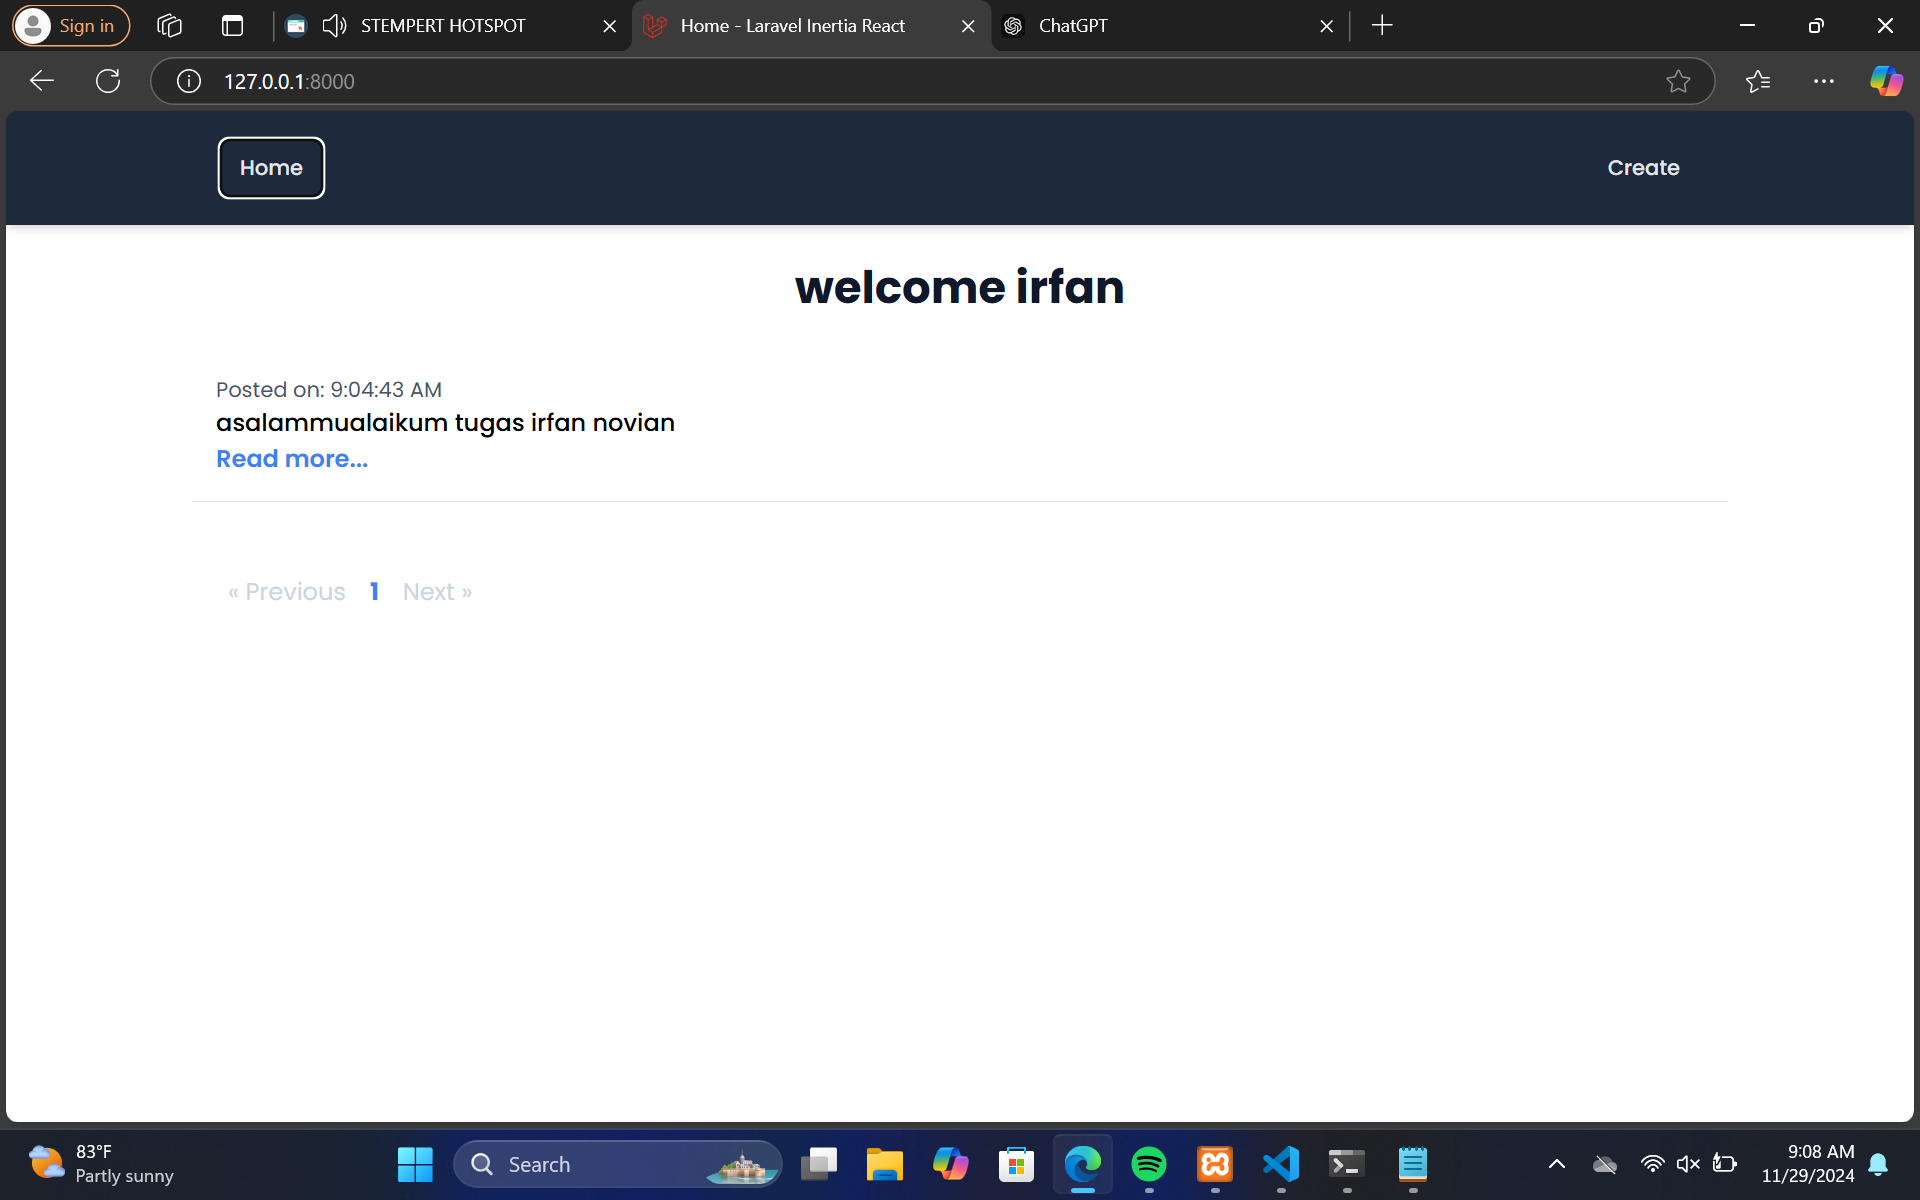 Sign in
STEMPERT HOTSPOT
Home - Laravel Inertia React
ChatGPT
127.0.0.1:8000
Home
Create
welcome irfan
Posted on: 9:04:43 AM
asalammualaikum tugas irfan novian
Read more...
« Previous 1 Next »
83°F
Partly sunny
Search
9:08 AM
11/29/2024